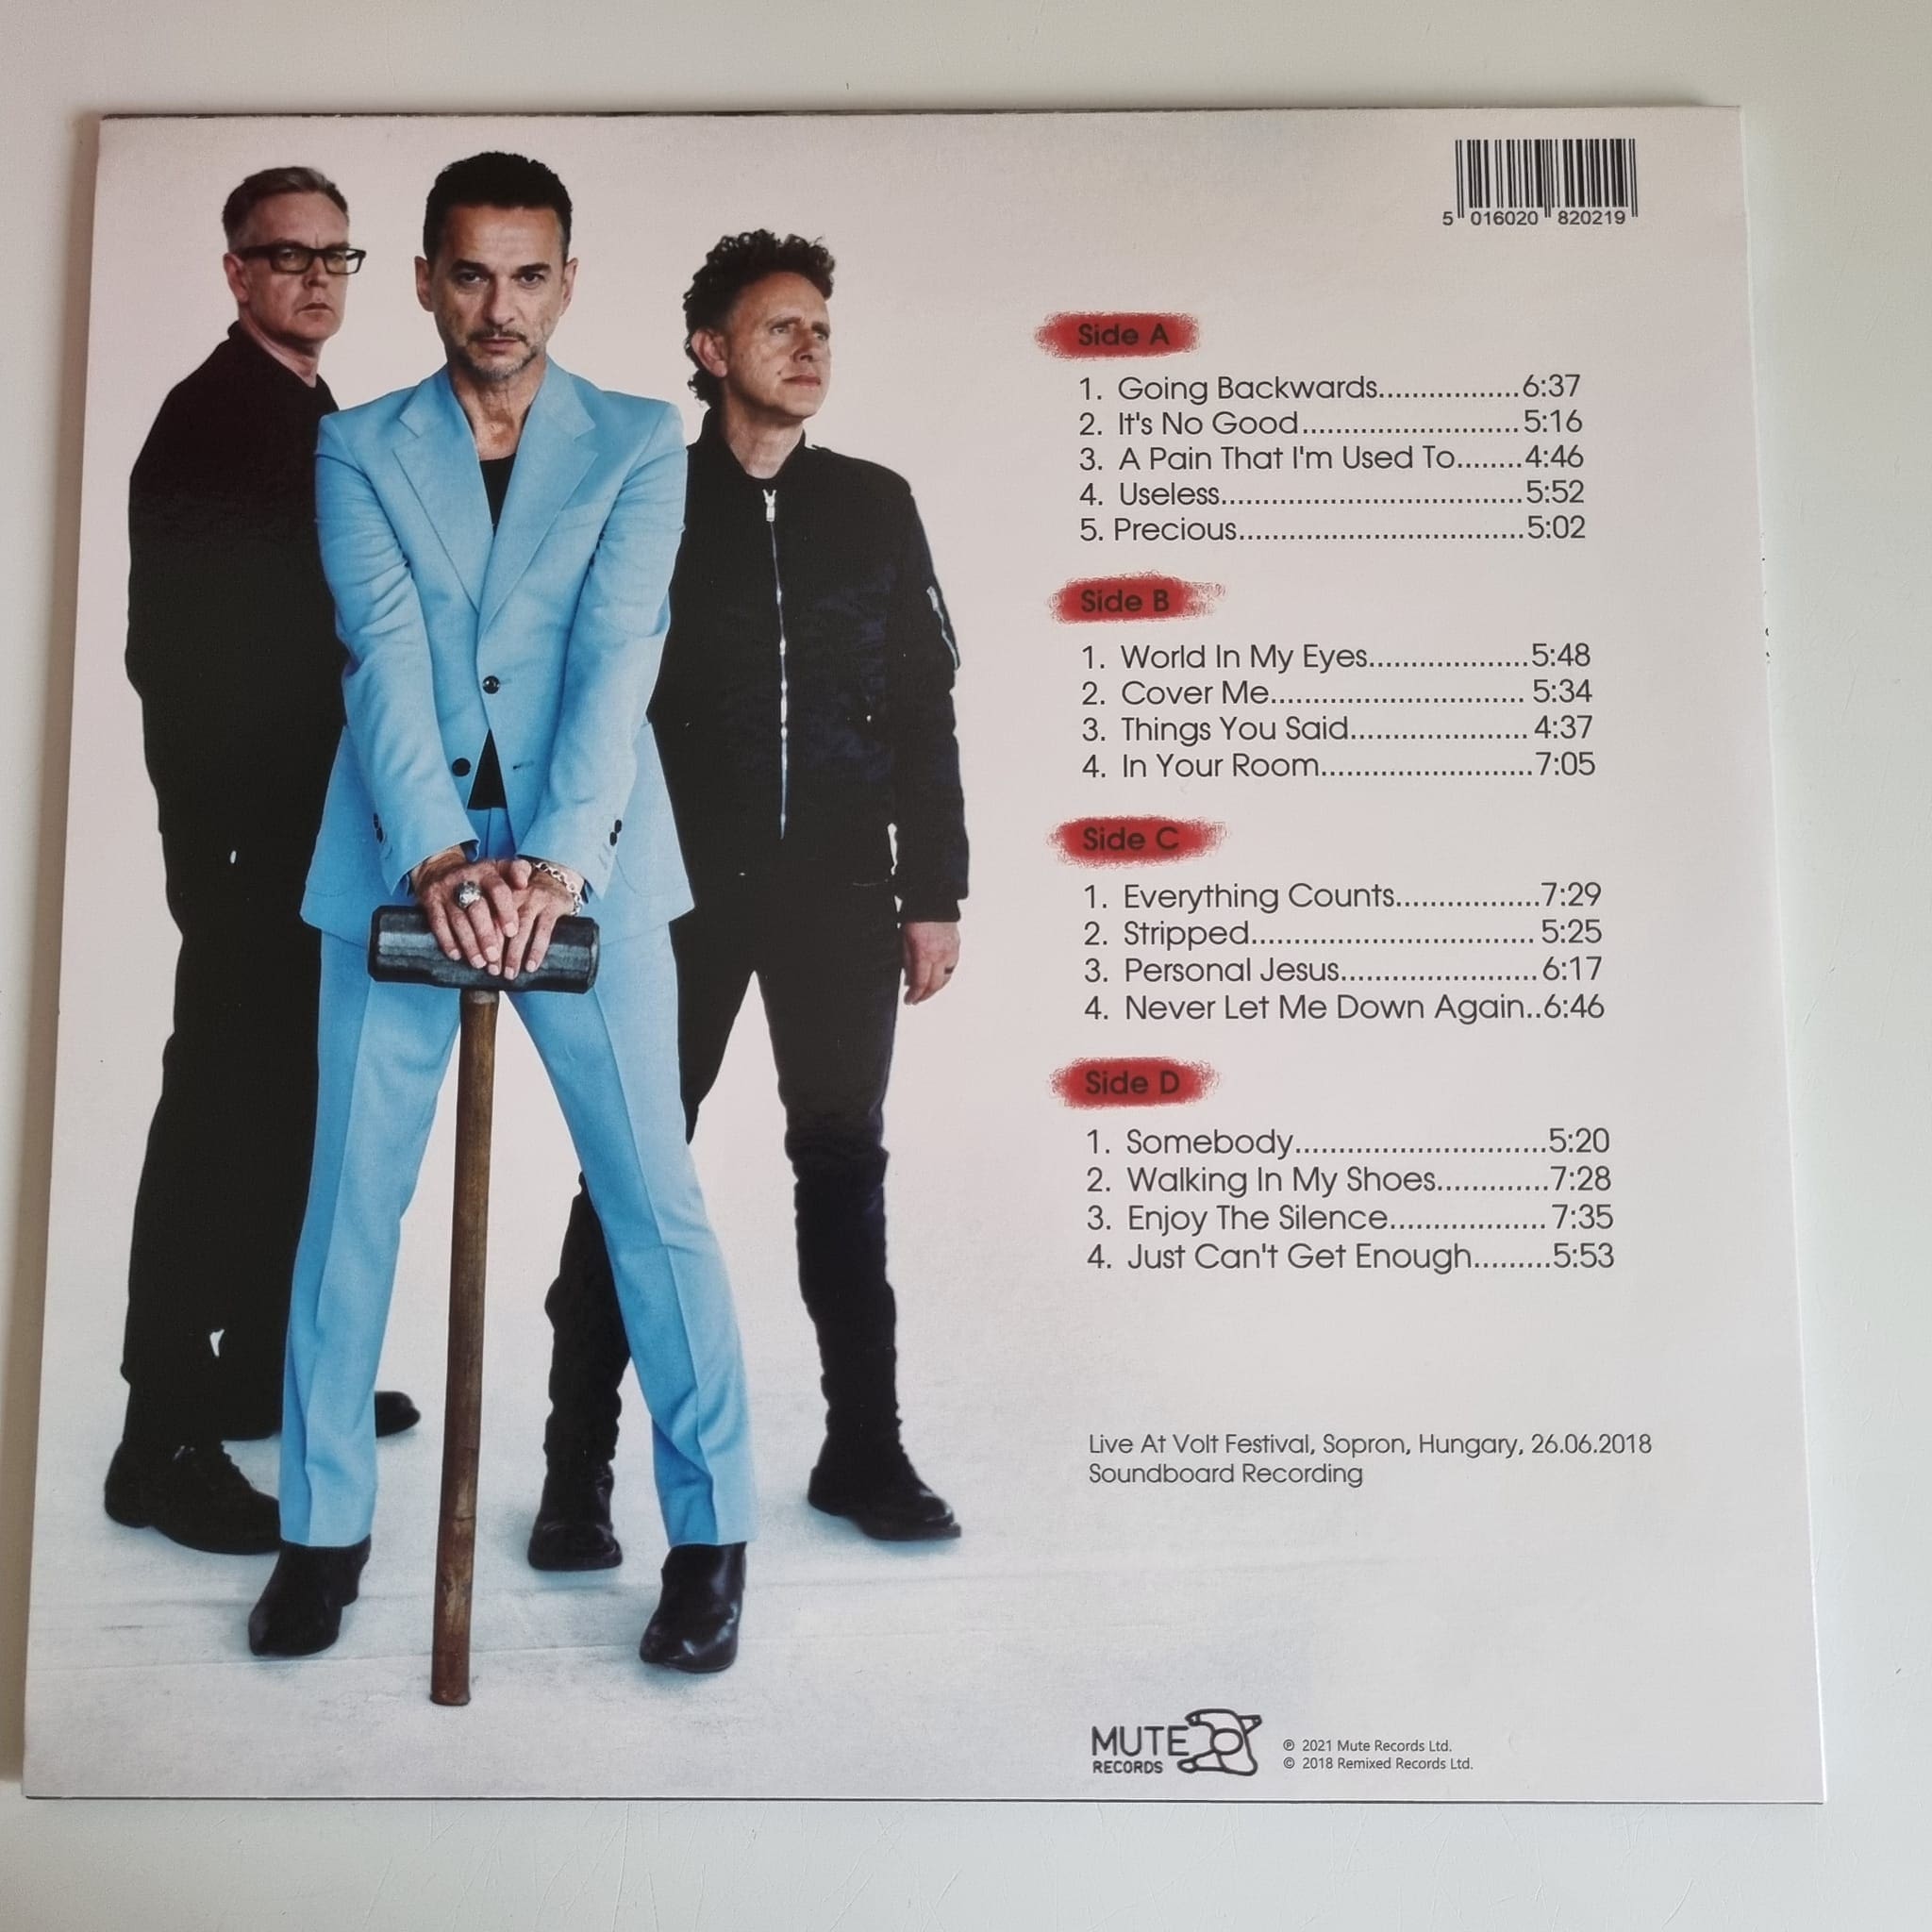 5 016020 820219
Side A
1. Going Backwards.................6:37
2. It's No Good..........................5:16
3. A Pain That I'm Used To........4:46
4. Useless....................................5:52
5. Precious..................................5:02
Side B
1. World In My Eyes...................5:48
2. Cover Me.............................. 5:34
3. Things You Said..................... 4:37
4. In Your Room.........................7:05
Side C
1. Everything Counts.................7:29
2. Stripped.................................. 5:25
3. Personal Jesus........................ 6:17
4. Never Let Me Down Again..6:46
Side D
1. Somebody..............................5:20
2. Walking In My Shoes.............7:28
3. Enjoy The Silence................... 7:35
4. Just Can't Get Enough.........5:53
Live At Volt Festival, Sopron, Hungary, 26.06.2018
Soundboard Recording
MUTE
RECORDS
℗ 2021 Mute Records Ltd.
© 2018 Remixed Records Ltd.